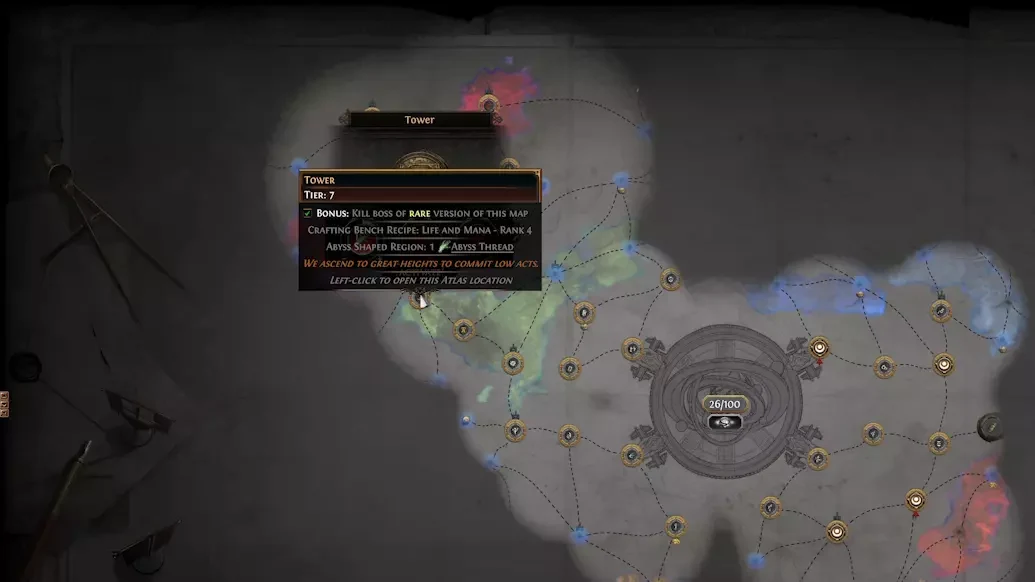 Tower
TOWER
TIER: 7
BONUS: KILL BOSS OF RARE VERSION OF THIS MAP
CRAFTING BENCH RECIPE: LIFE AND MANA - RANK 4
ABYSS SHAPED REGION: 1 ABYSS THREAD
WE ASCEND TO GREAT HEIGHTS TO COMMIT LOW ACTS.
LEFT-CLICK TO OPEN THIS ATLAS LOCATION
26/100